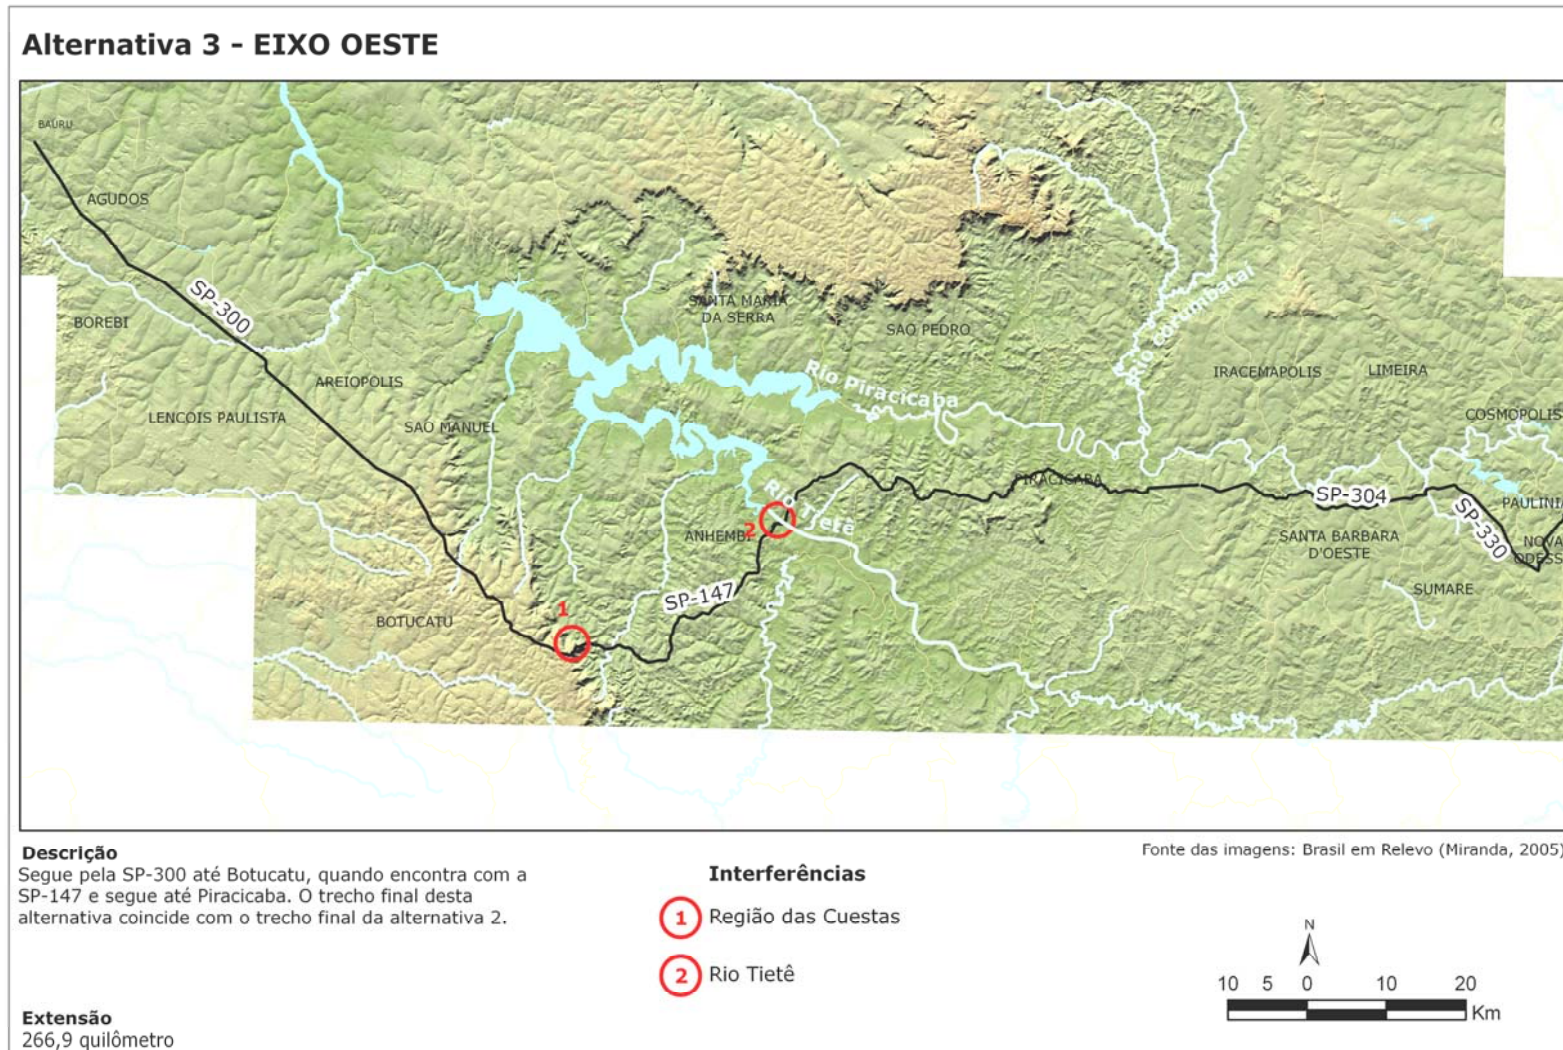 Alternativa 3 - EIXO OESTE
BAURU
AGUDOS
SP-300
BOREBI
SANTA MARIA
DA SERRA
SAO PEDRO
Rio Corumbatai
Rio Piracicaba
IRACEMAPOLIS
LIMEIRA
AREIOPOLIS
LENCOIS PAULISTA
SAO MANUEL
COSMOPOLIS
PIRACICABA
Rio Tietê
SP-304
PAULINIA
SP-330
ANHEMBI
2
SANTA BARBARA
D'OESTE
NOVA
ODESS
SP-147
SUMARE
1
BOTUCATU
Descrição
Segue pela SP-300 até Botucatu, quando encontra com a
SP-147 e segue até Piracicaba. O trecho final desta
alternativa coincide com o trecho final da alternativa 2.
Extensão
266,9 quilômetro
Interferências
1 Região das Cuestas
2 Rio Tietê
Fonte das imagens: Brasil em Relevo (Miranda, 2005)
N
10 5 0 10 20
Km